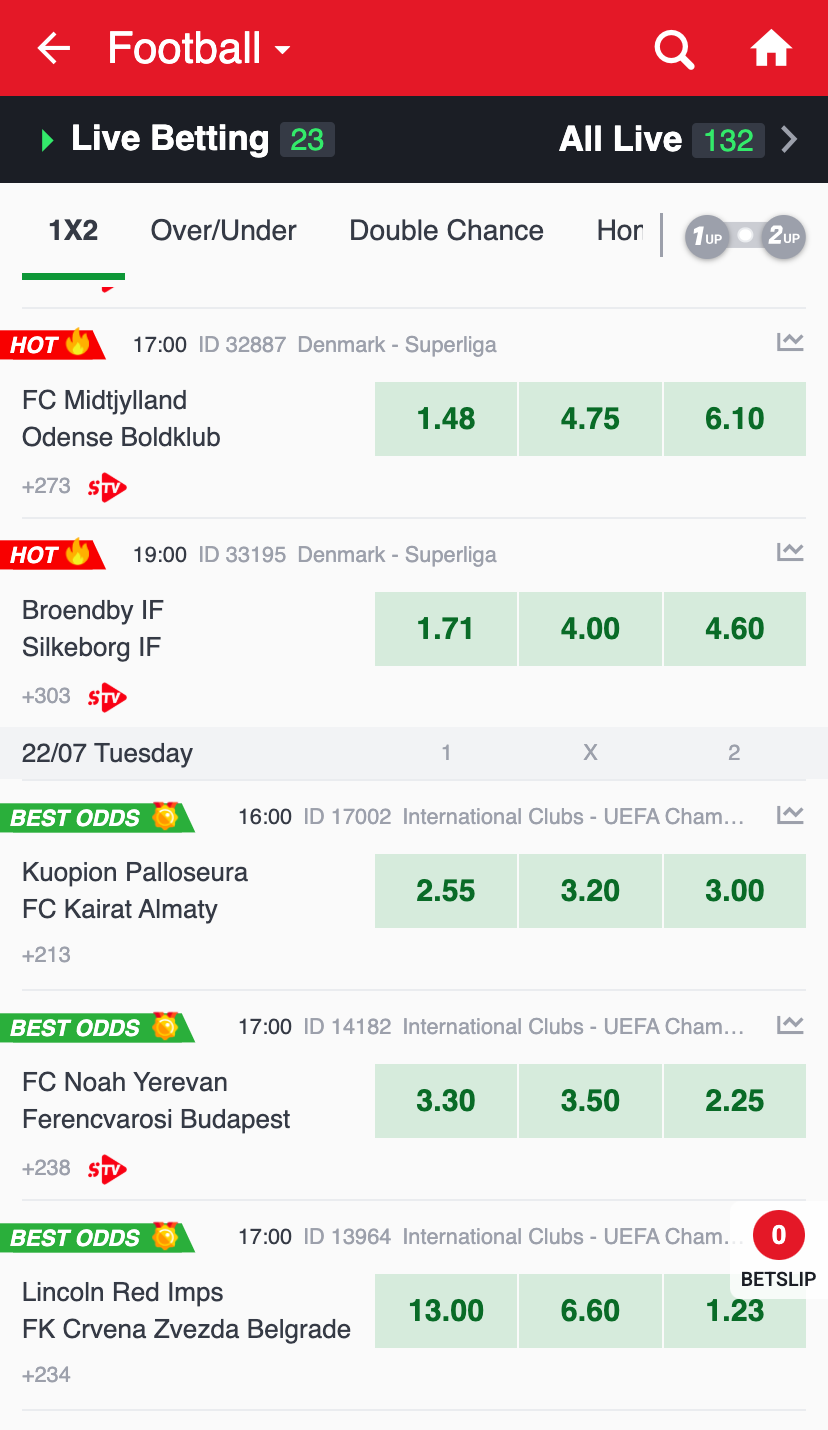 Football
Live Betting 23 All Live 132
1X2 Over/Under Double Chance Hor 1UP 2UP
HOT 17:00 ID 32887 Denmark - Superliga
FC Midtjylland 1.48 4.75 6.10
Odense Boldklub
+273 STV
HOT 19:00 ID 33195 Denmark - Superliga
Broendby IF 1.71 4.00 4.60
Silkeborg IF
+303 STV
22/07 Tuesday 1 X 2
BEST ODDS 16:00 ID 17002 International Clubs - UEFA Cham...
Kuopion Palloseura 2.55 3.20 3.00
FC Kairat Almaty
+213
BEST ODDS 17:00 ID 14182 International Clubs - UEFA Cham...
FC Noah Yerevan 3.30 3.50 2.25
Ferencvarosi Budapest
+238 STV
BEST ODDS 17:00 ID 13964 International Clubs - UEFA Cham... 0
BETSLIP
Lincoln Red Imps 13.00 6.60 1.23
FK Crvena Zvezda Belgrade
+234